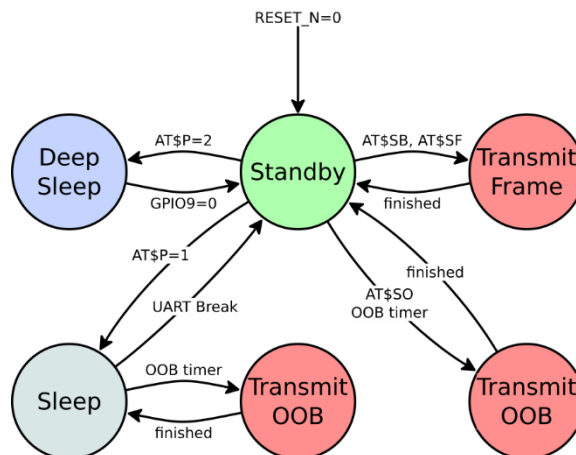 RESET_N=0
AT$P=2
AT$SB, AT$SF
Deep
Sleep
Standby
Transmit
Frame
GPIO9=0
finished
AT$P=1
finished
UART Break
AT$SO
OOB timer
OOB timer
Sleep
Transmit
OOB
Transmit
OOB
finished